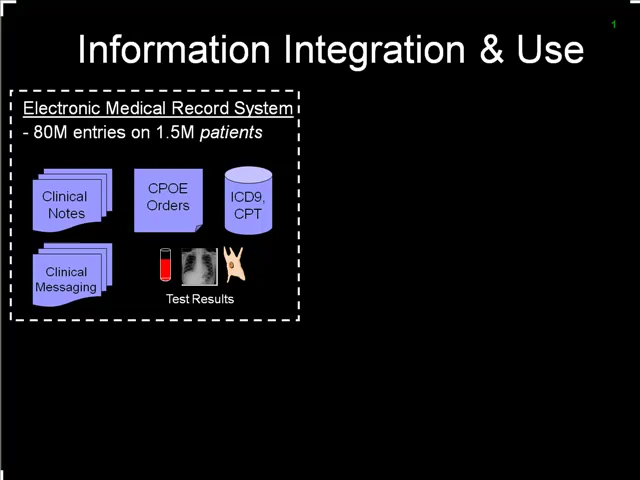 1
Information Integration & Use
Electronic Medical Record System
- 80M entries on 1.5M patients
Clinical
Notes
CPOE
Orders
ICD9,
CPT
Clinical
Messaging
Test Results